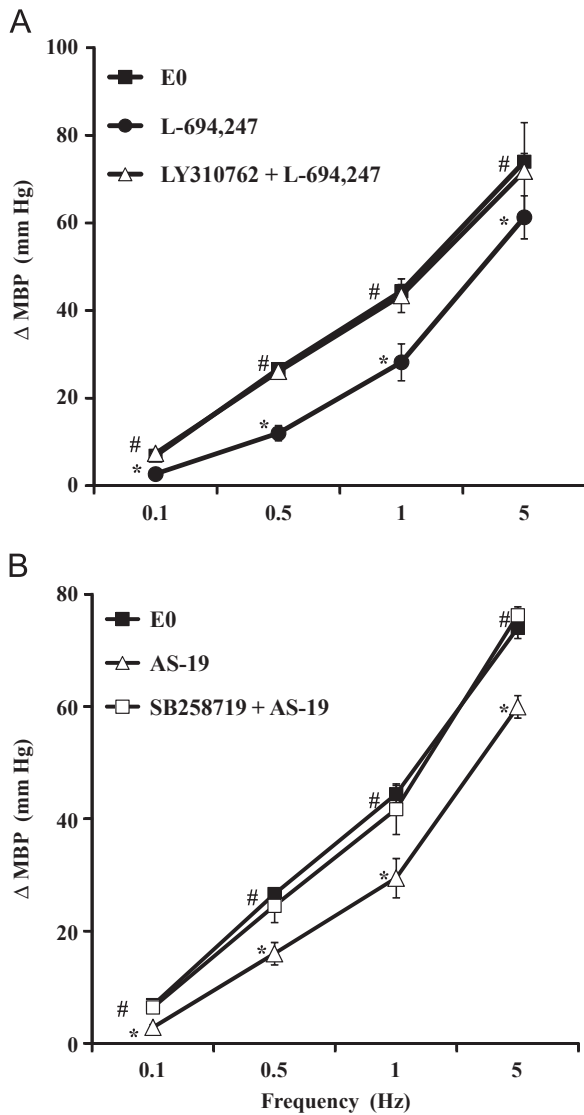 A
100
E0
80
L-694,247
LY310762 + L-694,247
#
60
*
Δ MBP (mm Hg)
#
40
#
*
20
*
#
*
0
0.1 0.5 1 5
B
80
E0
#
AS-19
60
SB258719 + AS-19
*
Δ MBP (mm Hg)
#
40
*
#
20
*
#
*
0
0.1 0.5 1 5
Frequency (Hz)